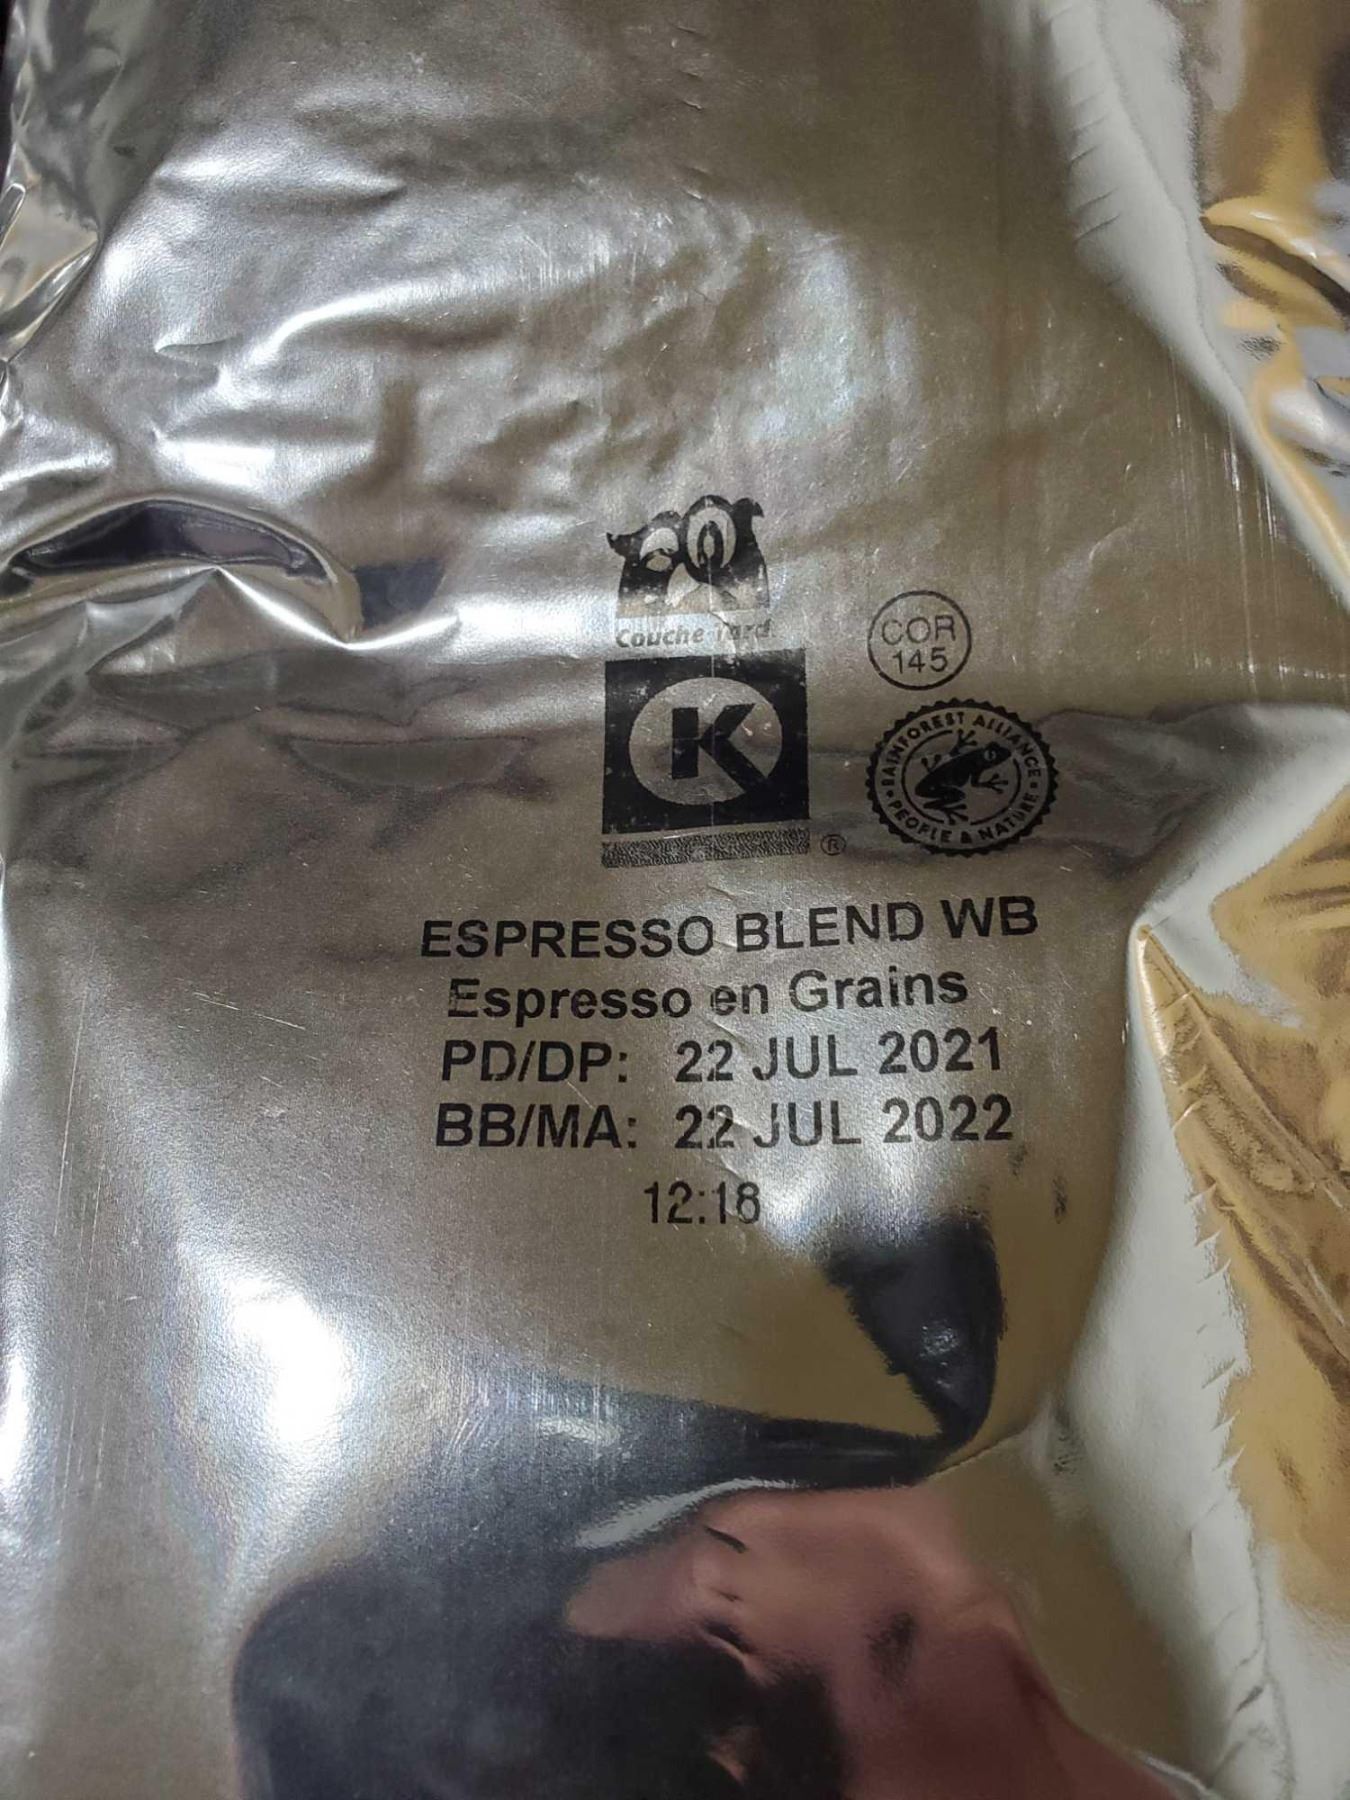 Couche Tard
COR
145
K
RAINFOREST ALLIANCE
PEOPLE & NATURE
®
ESPRESSO BLEND WB
Espresso en Grains
PD/DP: 22 JUL 2021
BB/MA: 22 JUL 2022
12:16